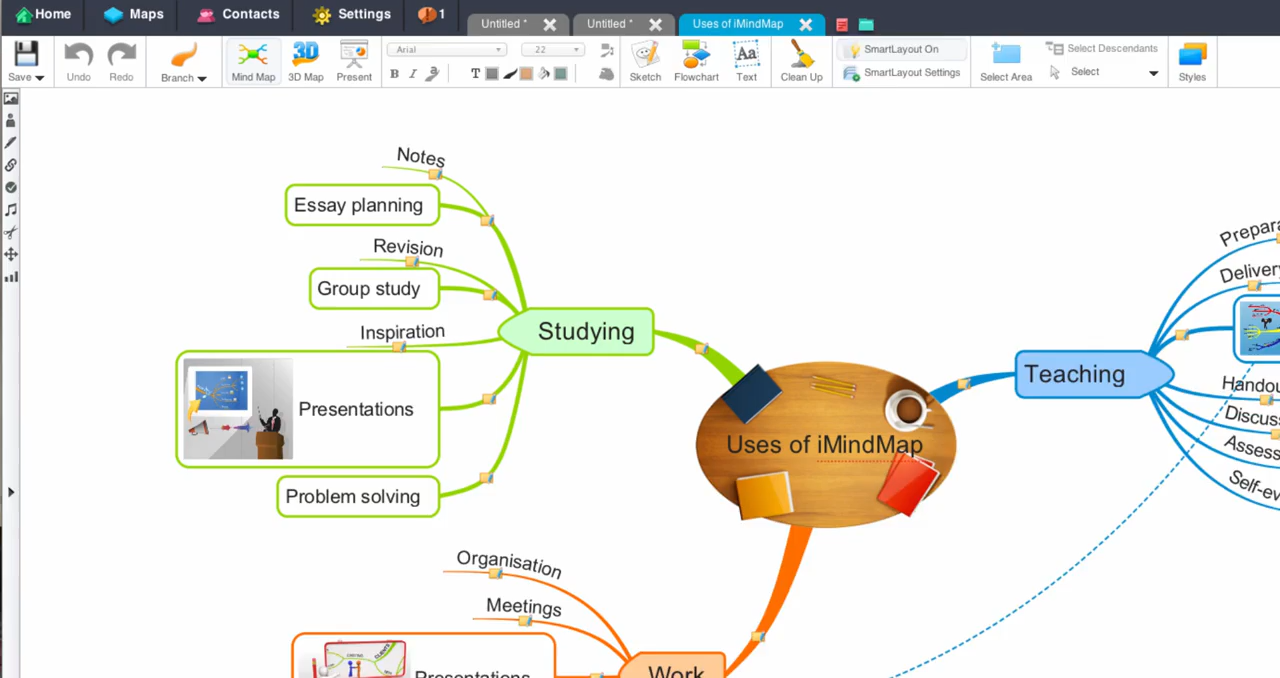 Home Maps Contacts Settings 1
Untitled * Untitled * Uses of iMindMap
Save Undo Redo Branch Mind Map 3D Map Present
3D
Arial 22
B I T
Sketch Flowchart Text Clean Up
Aa
SmartLayout On
SmartLayout Settings
Select Area
Select Descendants
Select
Styles
Notes
Essay planning
Revision
Group study
Inspiration
Studying
Presentations
Problem solving
Uses of iMindMap
Teaching
Prepara
Delivery
Handou
Discuss
Assess
Self-ev
Organisation
Meetings
Presentations
Work